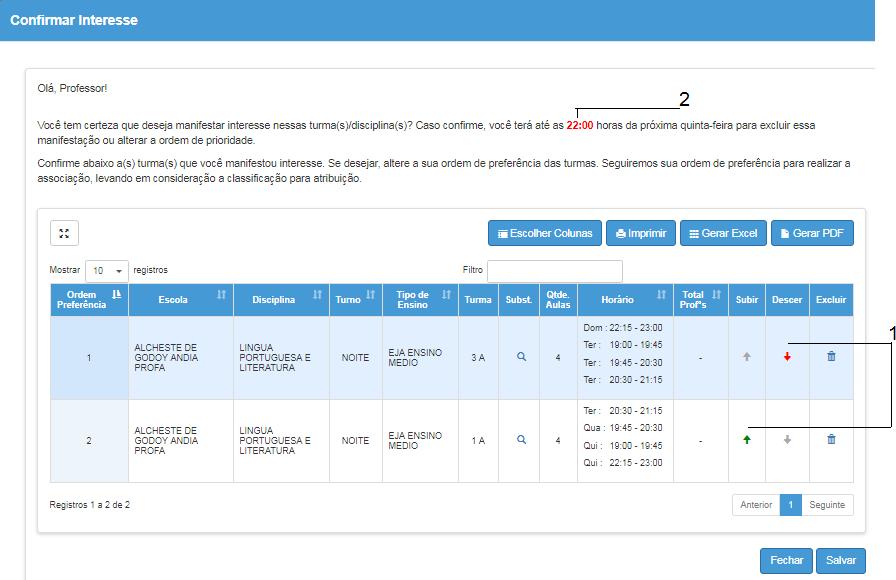 Confirmar Interesse
Olá, Professor!
2
Você tem certeza que deseja manifestar interesse nessas turma(s)/disciplina(s)? Caso confirme, você terá até as 22:00 horas da próxima quinta-feira para excluir essa
manifestação ou alterar a ordem de prioridade.
Confirme abaixo a(s) turma(s) que você manifestou interesse. Se desejar, altere a sua ordem de preferência das turmas. Seguiremos sua ordem de preferência para realizar a
associação, levando em consideração a classificação para atribuição.
Escolher Colunas Imprimir Gerar Excel Gerar PDF
Mostrar 10 registros Filtro
Ordem Preferência Escola Disciplina Turno Tipo de Ensino Turma Subst. Qtde. Aulas Horário Total Prof°s Subir Descer Excluir
1
1
ALCHESTE DE
GODOY ANDIA
PROFA
LINGUA
PORTUGUESA E
LITERATURA
NOITE
EJA ENSINO
MEDIO
3 A
4
Dom : 22:15 - 23:00
Ter : 19:00 - 19:45
Ter : 19:45 - 20:30
Ter : 20:30 - 21:15
-
2
ALCHESTE DE
GODOY ANDIA
PROFA
LINGUA
PORTUGUESA E
LITERATURA
NOITE
EJA ENSINO
MEDIO
1 A
4
Ter : 20:30 - 21:15
Qua : 19:45 - 20:30
Qui : 19:00 - 19:45
Qui : 22:15 - 23:00
-
Registros 1 a 2 de 2
Anterior 1 Seguinte
Fechar Salvar